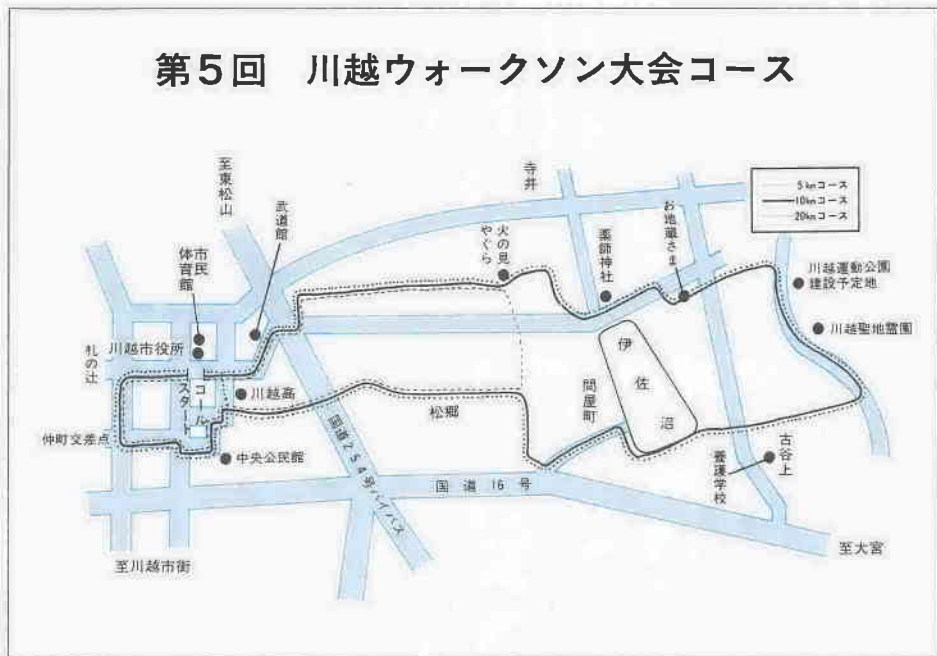 第5回 川越ウォークソン大会コース
至東松山
武道館
寺井
火の見
やぐら
薬師神社
お地蔵さま
5kmコース
10kmコース
20kmコース
市民
体育館
川越運動公園
建設予定地
川越聖地霊園
川越市役所
札の辻
ゴール
スタート
川越高
伊佐沼
問屋町
松郷
仲町交差点
中央公民館
国道254号バイパス
国道16号
古谷上
養護学校
至大宮
至川越市街